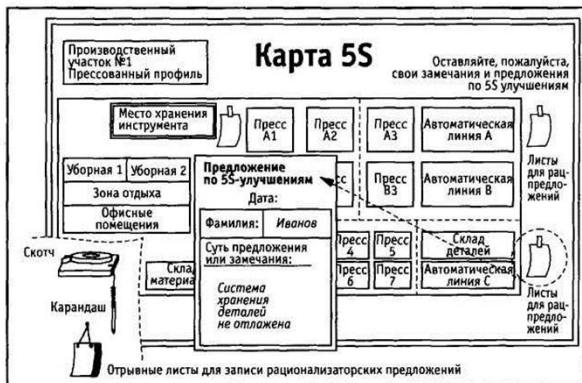 Производственный
участок №1
Прессованный профиль
Карта 5S
Оставляйте, пожалуйста,
свои замечания и предложения
по 5S улучшениям
Место хранения
инструмента
Пресс
А1
Пресс
А2
Пресс
А3
Автоматическая
линия А
Листы
для рац-
предло-
жений
Уборная 1
Уборная 2
Зона отдыха
Офисные
помещения
Предложение
по 5S-улучшениям
Дата:
Фамилия:
Иванов
Суть предложения
или замечания:
Система
хранения
деталей
не отлажена
Пресс
В3
Автоматическая
линия В
Пресс
4
Пресс
5
Склад
деталей
Пресс
6
Пресс
7
Автоматическая
линия С
Листы
для рац-
предло-
жений
Скотч
Карандаш
Отрывные листы для записи рационализаторских предложений